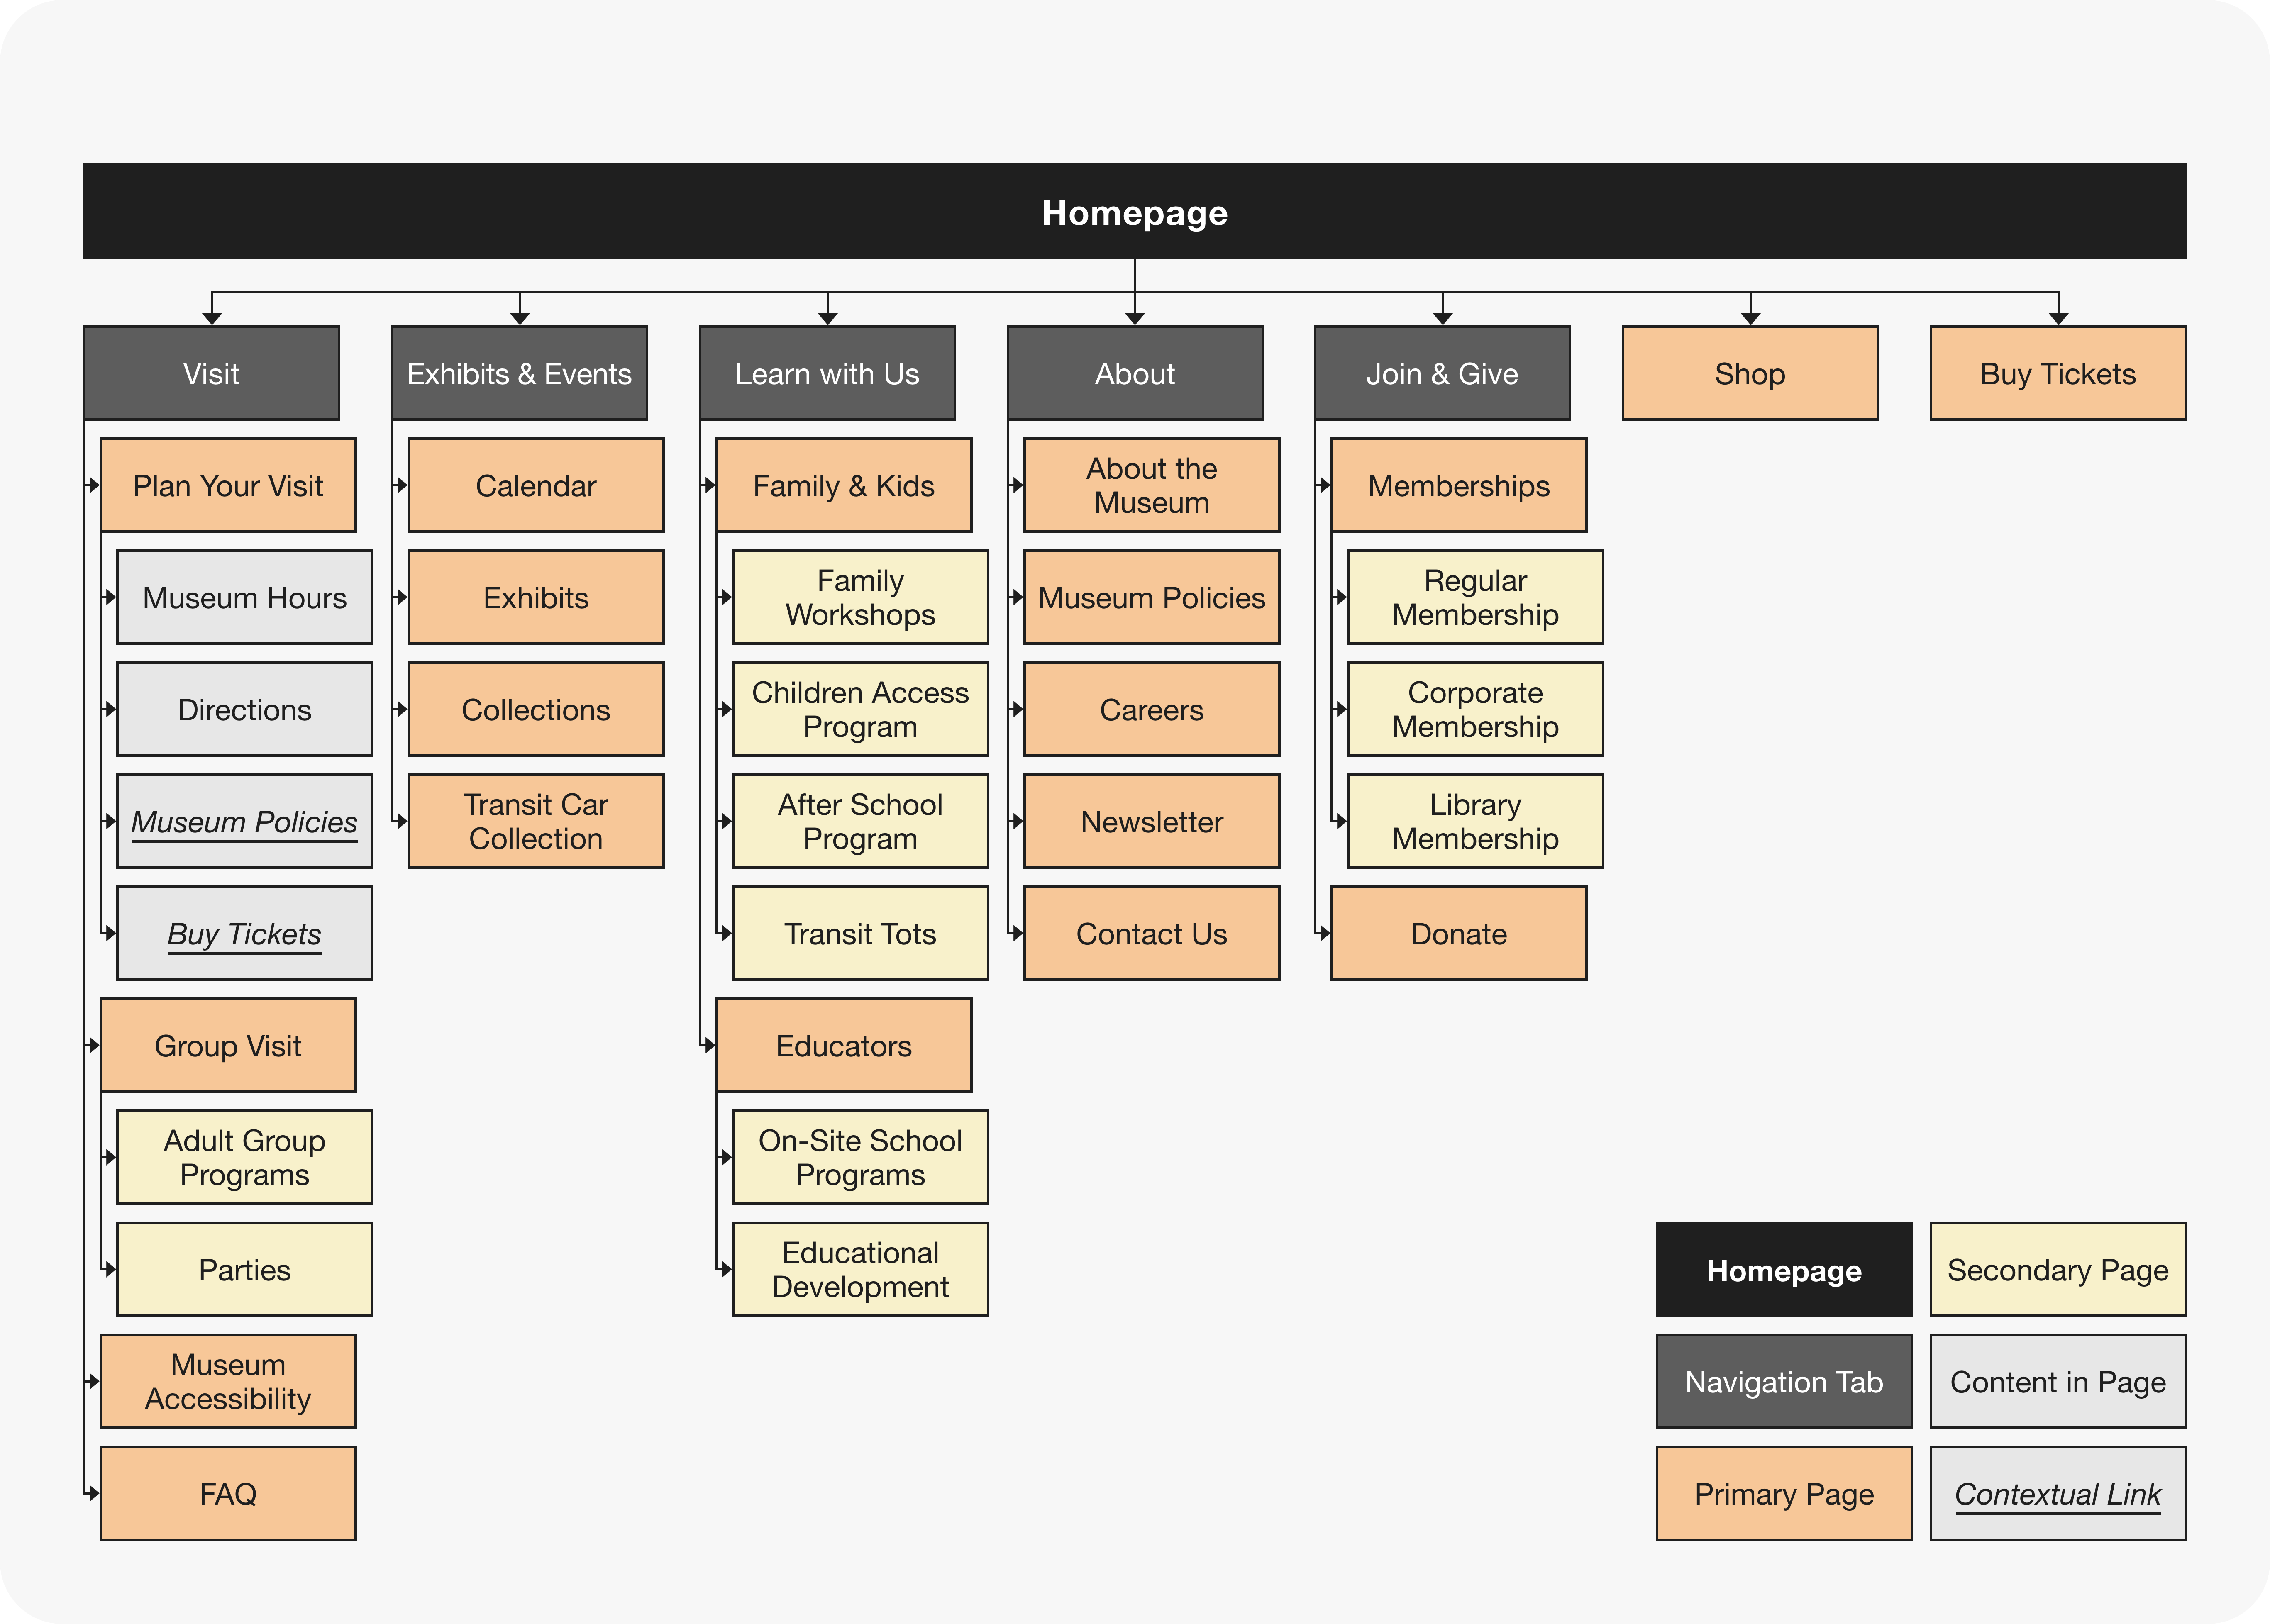 Homepage
Visit
Exhibits & Events
Learn with Us
About
Join & Give
Shop
Buy Tickets
Plan Your Visit
Museum Hours
Directions
Museum Policies
Buy Tickets
Group Visit
Adult Group
Programs
Parties
Museum
Accessibility
FAQ
Calendar
Exhibits
Collections
Transit Car
Collection
Family & Kids
Family
Workshops
Children Access
Program
After School
Program
Transit Tots
Educators
On-Site School
Programs
Educational
Development
About the
Museum
Museum Policies
Careers
Newsletter
Contact Us
Memberships
Regular
Membership
Corporate
Membership
Library
Membership
Donate
Homepage
Secondary Page
Navigation Tab
Content in Page
Primary Page
Contextual Link